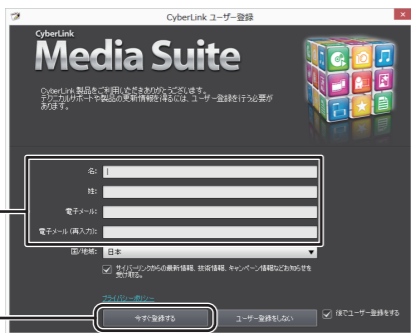 CyberLink ユーザー登録
CyberLink
Media Suite
CyberLink 製品をご利用いただきありがとうございます。
テクニカルサポートや製品の更新情報を得るには、ユーザー登録を行う必要が
あります。
名:
姓:
電子メール:
電子メール (再入力):
国/地域: 日本
サイバーリンクからの最新情報、技術情報、キャンペーン情報などお知らせを
受け取る。
プライバシーポリシー
今すぐ登録する
ユーザー登録をしない
後でユーザー登録をする